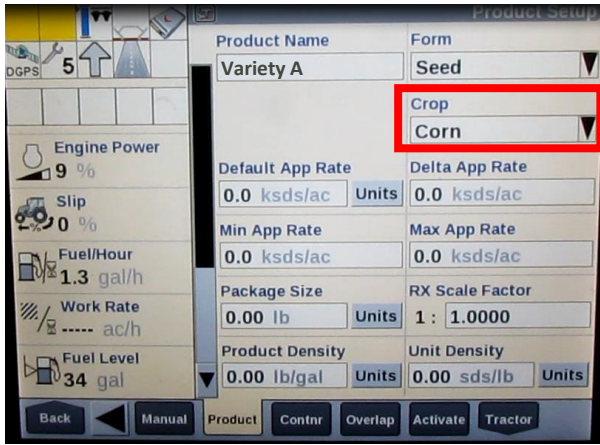 Product Setup
DGPS 5
Engine Power
9 %
Slip
0 %
Fuel/Hour
1.3 gal/h
Work Rate
----- ac/h
Fuel Level
34 gal
Product Name
Variety A
Form
Seed
Crop
Corn
Default App Rate
0.0 ksds/ac Units
Delta App Rate
0.0 ksds/ac
Min App Rate
0.0 ksds/ac
Max App Rate
0.0 ksds/ac
Package Size
0.00 lb Units
RX Scale Factor
1 : 1.0000
Product Density
0.00 lb/gal Units
Unit Density
0.00 sds/lb Units
Back Manual Product Contnr Overlap Activate Tractor